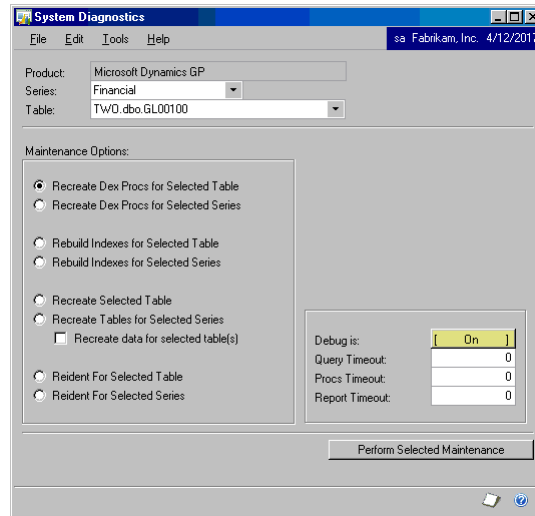 System Diagnostics
File Edit Tools Help sa Fabrikam, Inc. 4/12/2017
Product: Microsoft Dynamics GP
Series: Financial
Table: TWO.dbo.GL00100
Maintenance Options:
Recreate Dex Procs for Selected Table
Recreate Dex Procs for Selected Series
Rebuild Indexes for Selected Table
Rebuild Indexes for Selected Series
Recreate Selected Table
Recreate Tables for Selected Series
Recreate data for selected table(s)
Reident For Selected Table
Reident For Selected Series
Debug is: [ On ]
Query Timeout: 0
Procs Timeout: 0
Report Timeout: 0
Perform Selected Maintenance